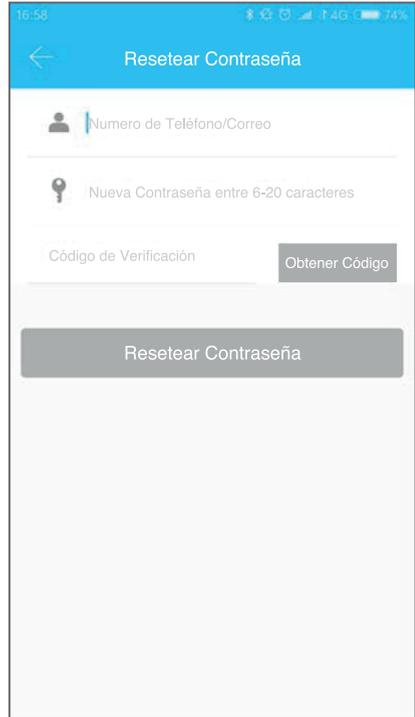 16:58
4G 74%
Resetear Contraseña
Numero de Teléfono/Correo
Nueva Contraseña entre 6-20 caracteres
Código de Verificación
Obtener Código
Resetear Contraseña